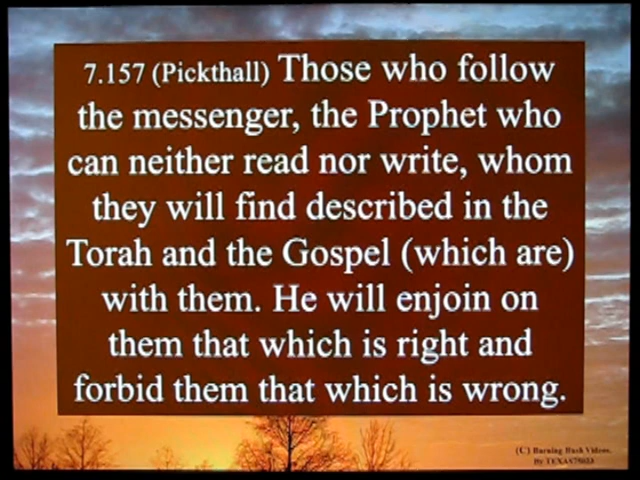 7.157 (Pickthall) Those who follow
the messenger, the Prophet who
can neither read nor write, whom
they will find described in the
Torah and the Gospel (which are)
with them. He will enjoin on
them that which is right and
forbid them that which is wrong.
(C) Burning Bush Videos.
By TEXAS75023